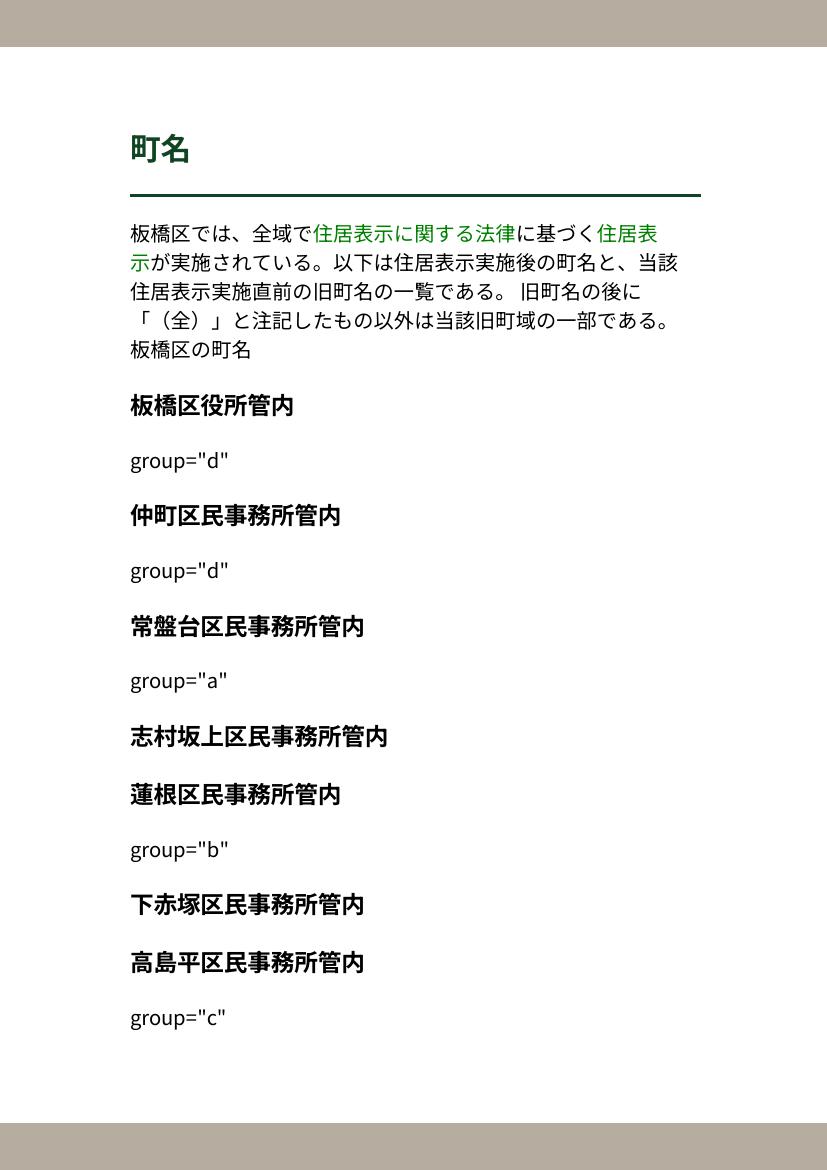 町名
板橋区では、全域で住居表示に関する法律に基づく住居表
示が実施されている。以下は住居表示実施後の町名と、当該
住居表示実施直前の旧町名の一覧である。 旧町名の後に
「（全）」と注記したもの以外は当該旧町域の一部である。
板橋区の町名
板橋区役所管内
group="d"
仲町区民事務所管内
group="d"
常盤台区民事務所管内
group="a"
志村坂上区民事務所管内
蓮根区民事務所管内
group="b"
下赤塚区民事務所管内
高島平区民事務所管内
group="c"